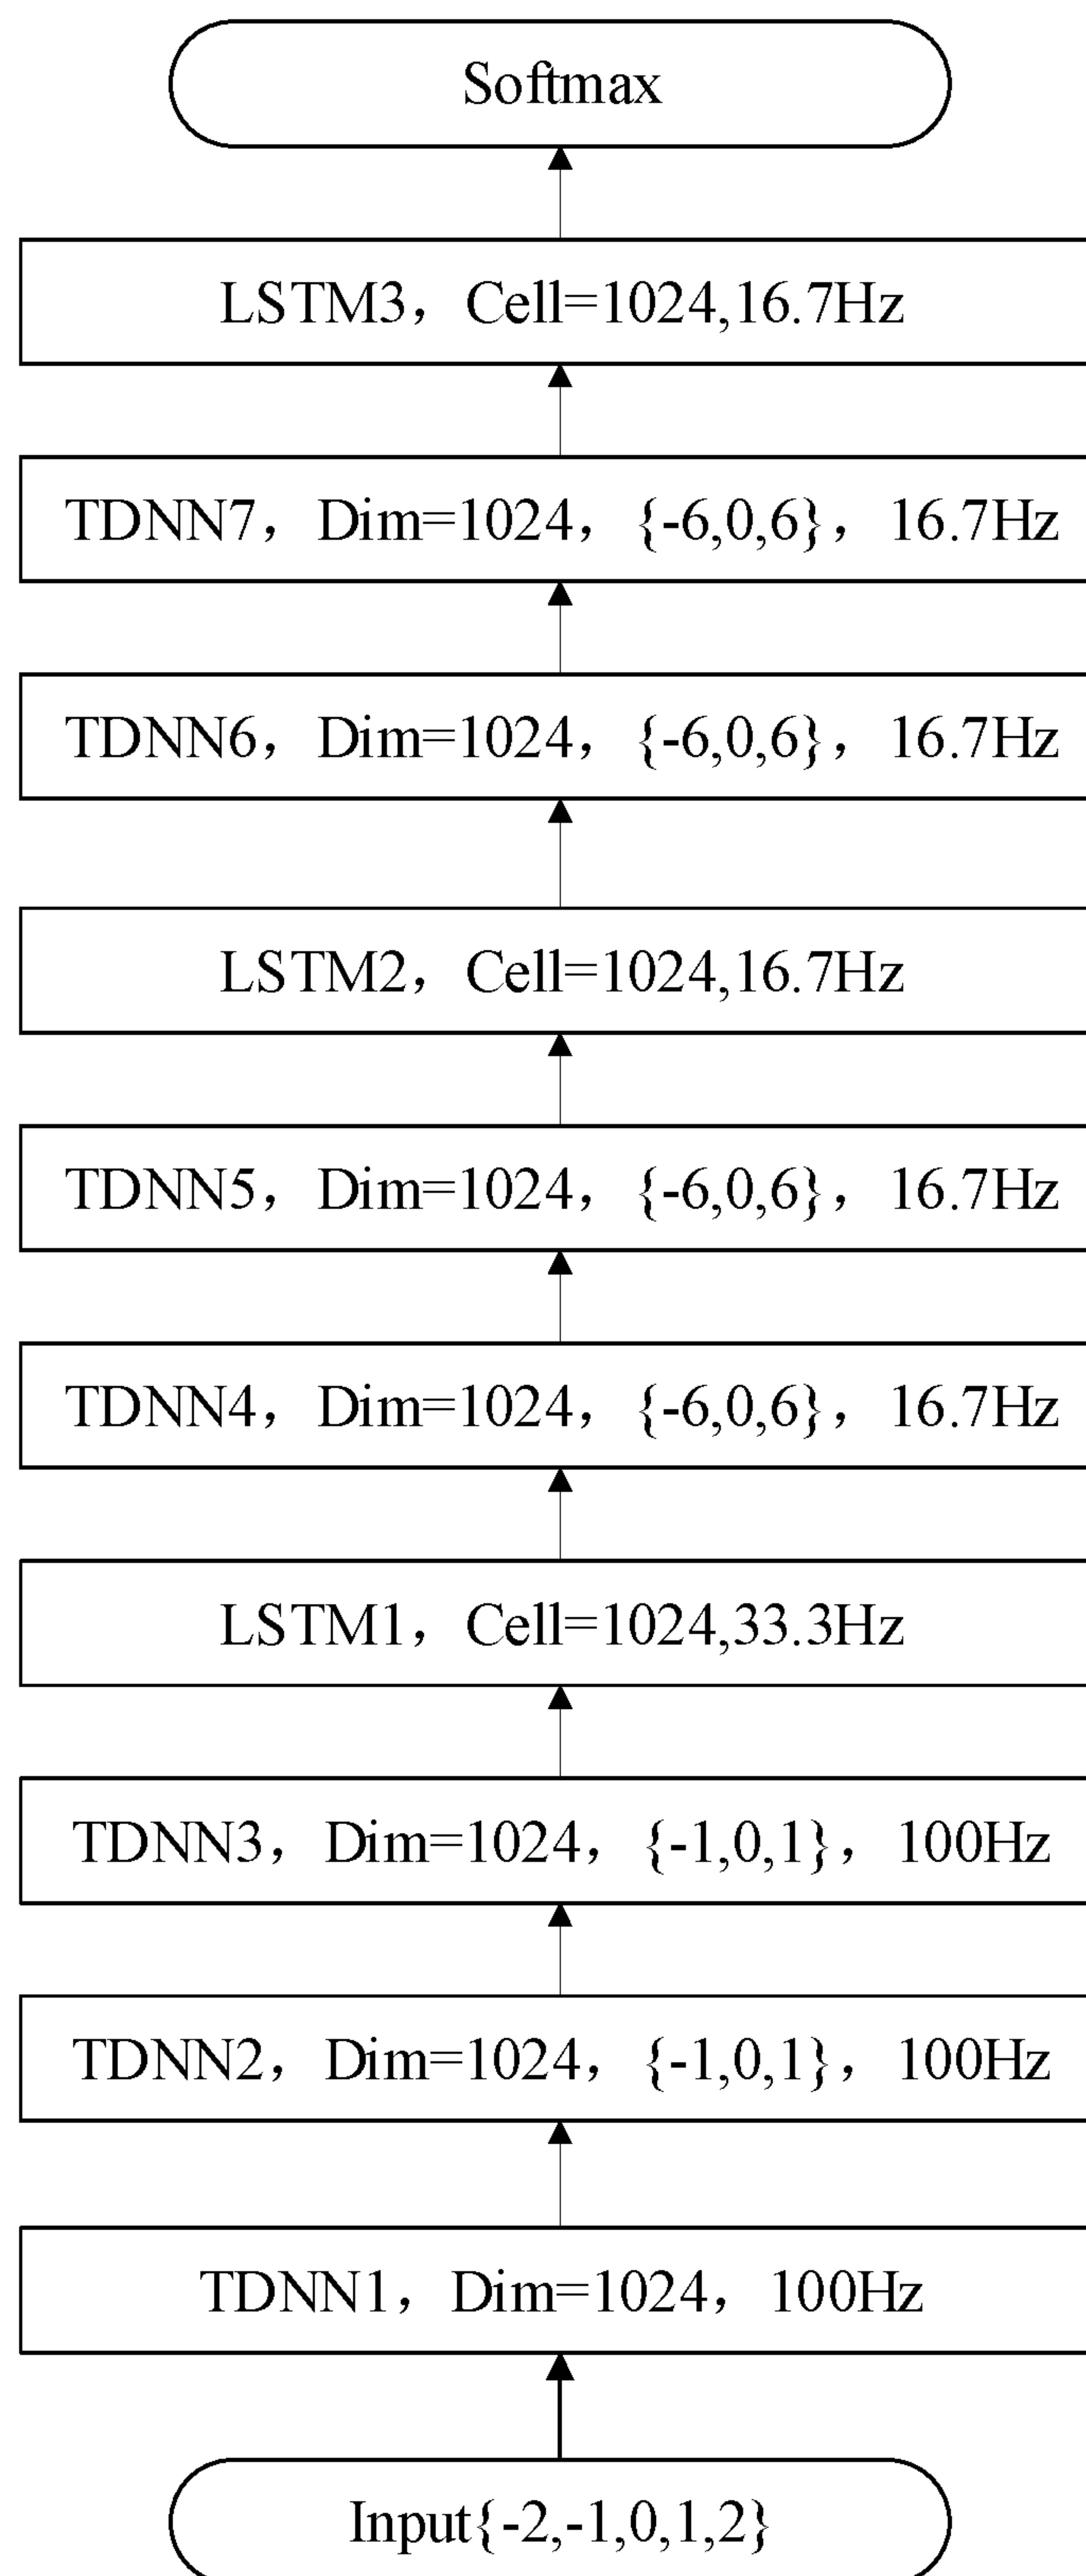 Softmax
LSTM3，Cell=1024,16.7Hz
TDNN7，Dim=1024，{-6,0,6}，16.7Hz
TDNN6，Dim=1024，{-6,0,6}，16.7Hz
LSTM2，Cell=1024,16.7Hz
TDNN5，Dim=1024，{-6,0,6}，16.7Hz
TDNN4，Dim=1024，{-6,0,6}，16.7Hz
LSTM1，Cell=1024,33.3Hz
TDNN3，Dim=1024，{-1,0,1}，100Hz
TDNN2，Dim=1024，{-1,0,1}，100Hz
TDNN1，Dim=1024，100Hz
Input{-2,-1,0,1,2}